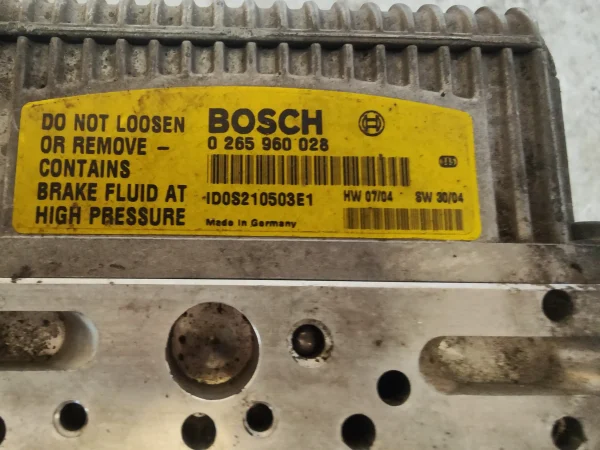 DO NOT LOOSEN
OR REMOVE –
CONTAINS
BRAKE FLUID AT
HIGH PRESSURE
BOSCH
0 265 960 028
ID0S210503E1
HW 07/04
SW 30/04
Made in Germany